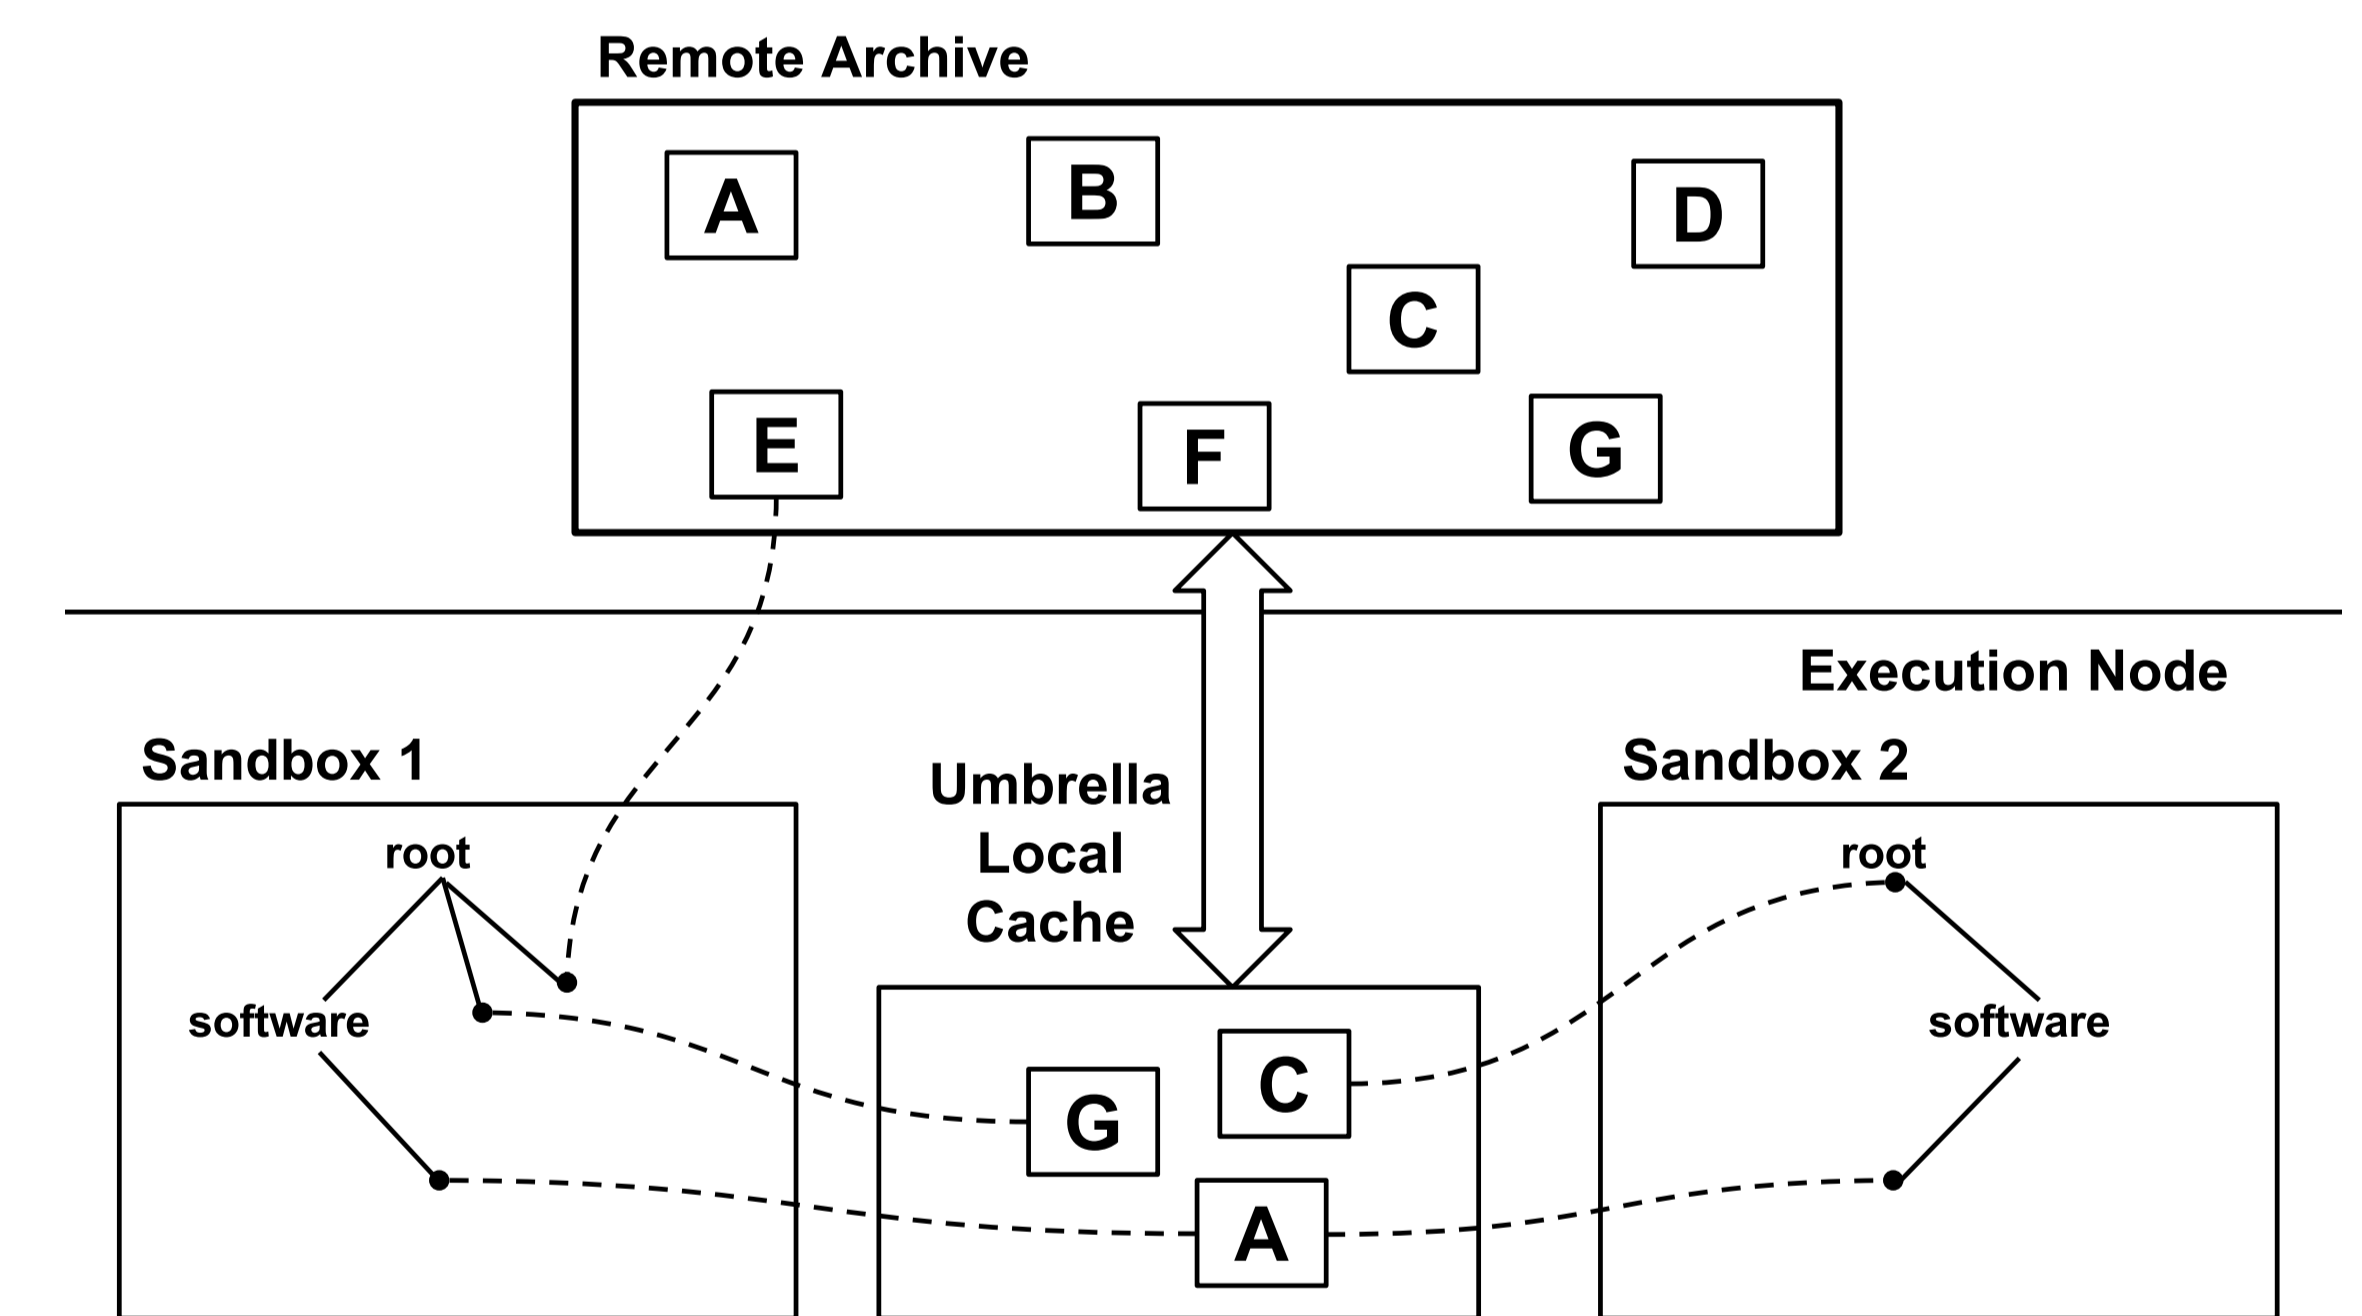 Remote Archive
A
B
D
C
E
F
G
Execution Node
Sandbox 1
Umbrella
Local
Cache
Sandbox 2
root
software
root
software
G
C
A